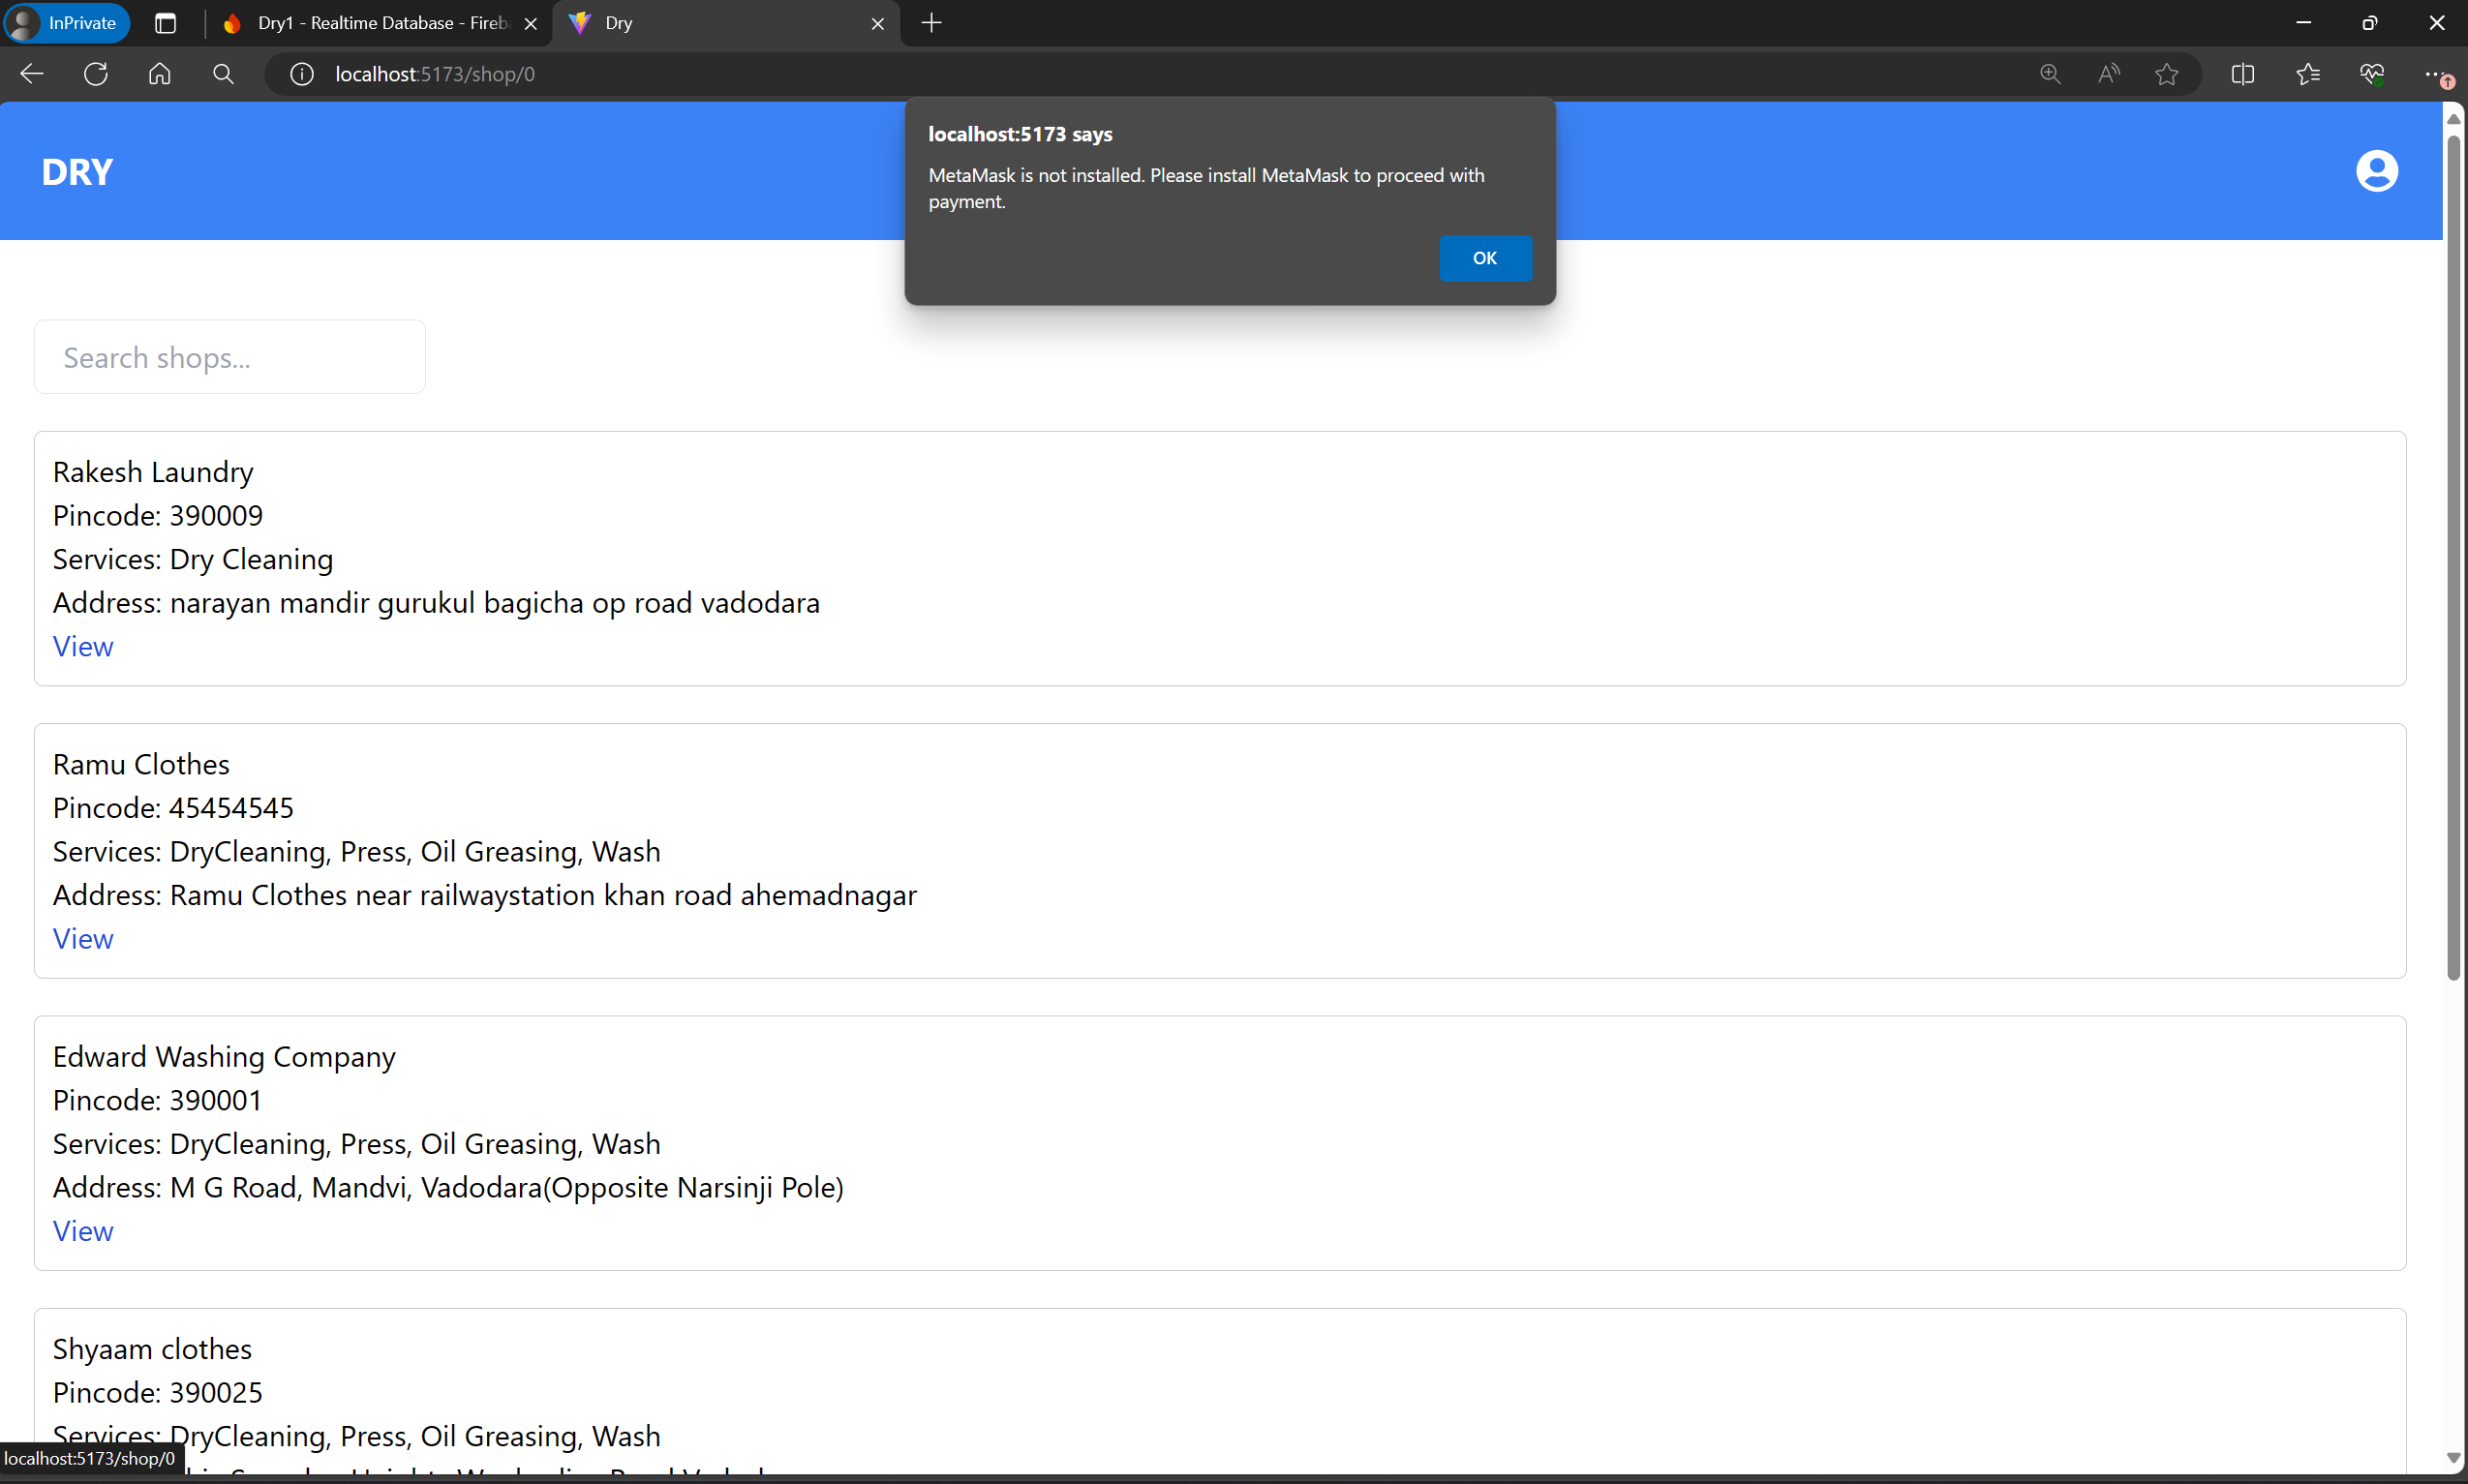 InPrivate
Dry1 - Realtime Database - Fireb
Dry
localhost:5173/shop/0
DRY
localhost:5173 says
MetaMask is not installed. Please install MetaMask to proceed with
payment.
OK
Search shops...
Rakesh Laundry
Pincode: 390009
Services: Dry Cleaning
Address: narayan mandir gurukul bagicha op road vadodara
View
Ramu Clothes
Pincode: 45454545
Services: DryCleaning, Press, Oil Greasing, Wash
Address: Ramu Clothes near railwaystation khan road ahemadnagar
View
Edward Washing Company
Pincode: 390001
Services: DryCleaning, Press, Oil Greasing, Wash
Address: M G Road, Mandvi, Vadodara(Opposite Narsinji Pole)
View
Shyaam clothes
Pincode: 390025
Services: DryCleaning, Press, Oil Greasing, Wash
localhost:5173/shop/0